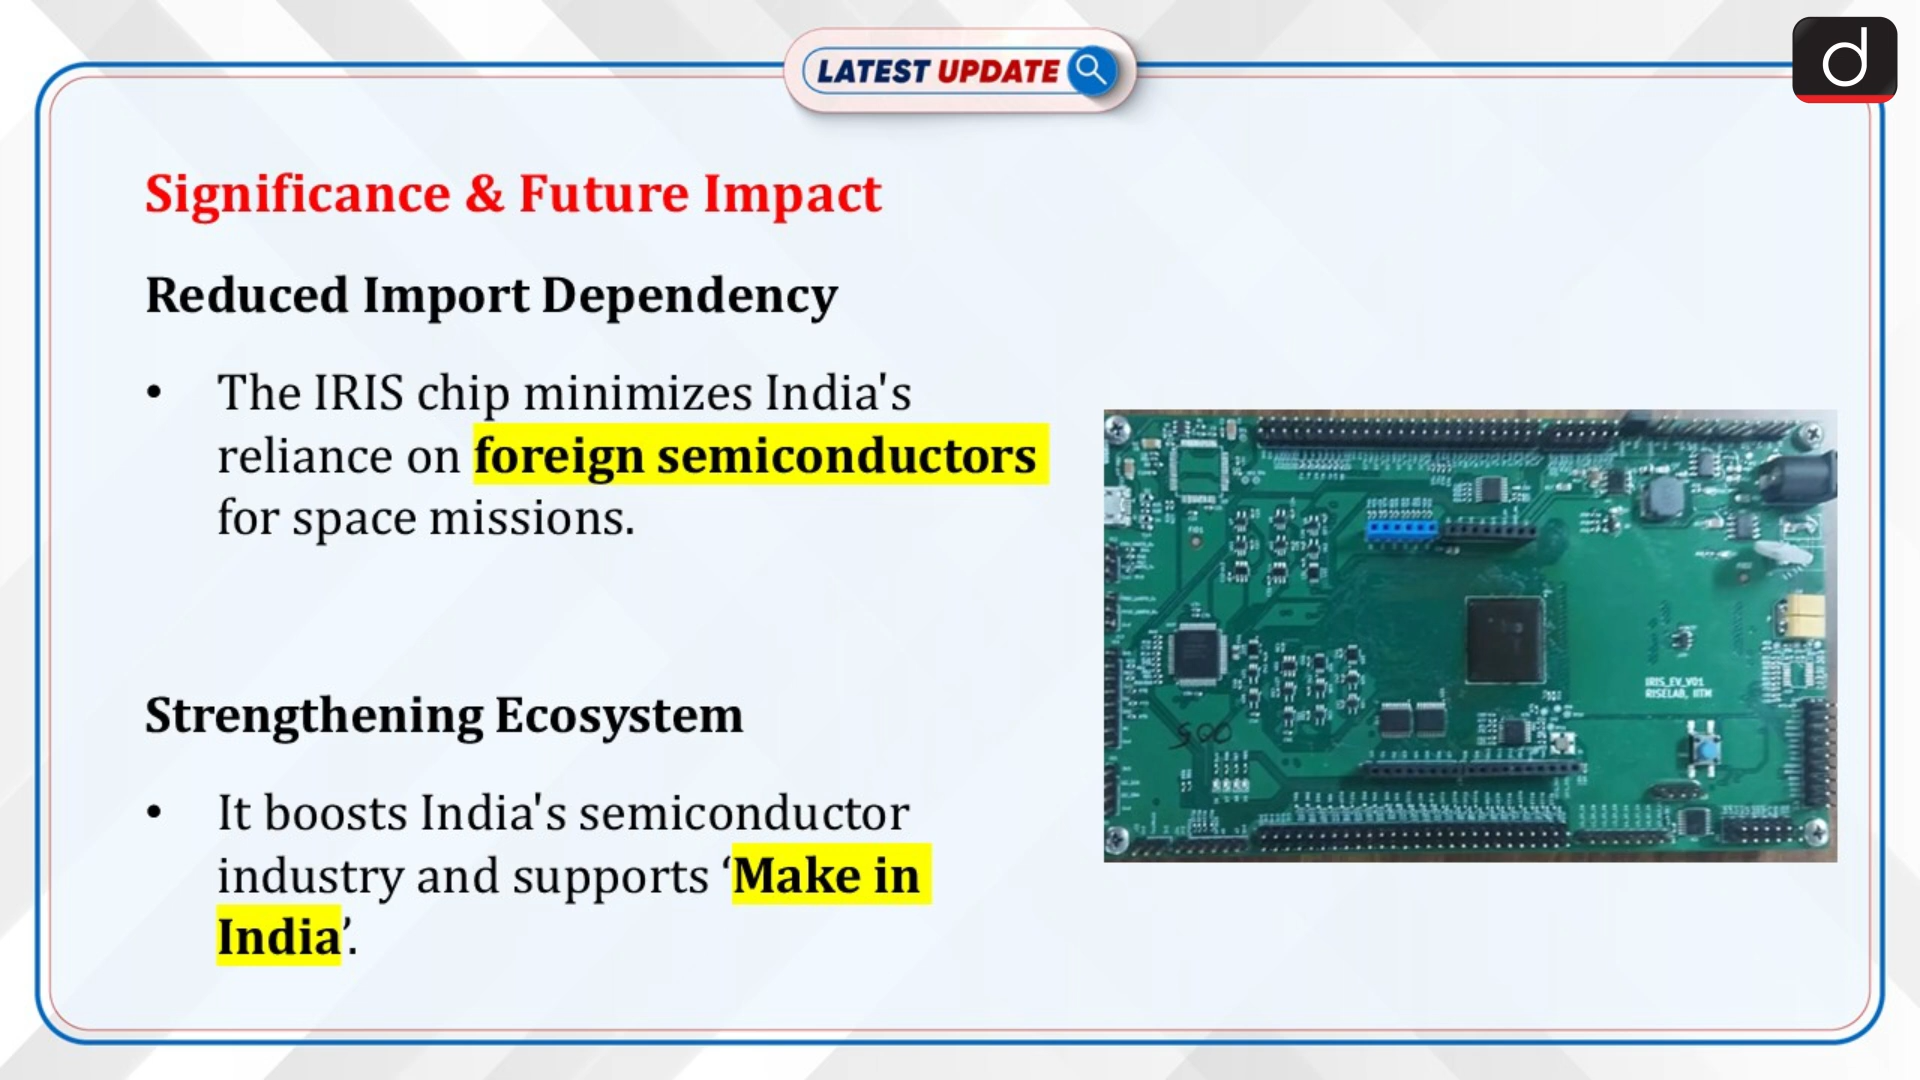 LATEST UPDATE
d
Significance & Future Impact
Reduced Import Dependency
• The IRIS chip minimizes India's
reliance on foreign semiconductors
for space missions.
Strengthening Ecosystem
• It boosts India's semiconductor
industry and supports ‘Make in
India’.
IRIS_EV_V01
RISELAB, IITM